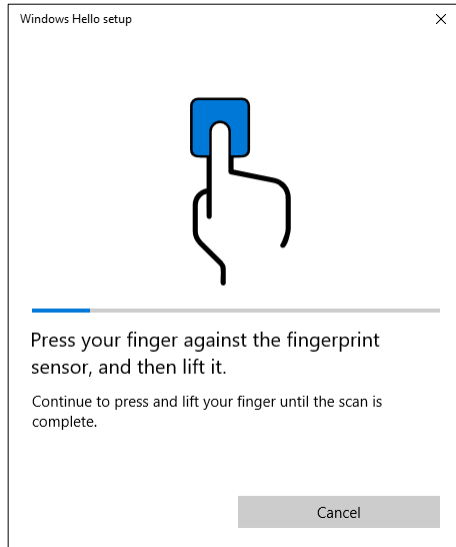 Windows Hello setup
Press your finger against the fingerprint
sensor, and then lift it.
Continue to press and lift your finger until the scan is
complete.
Cancel